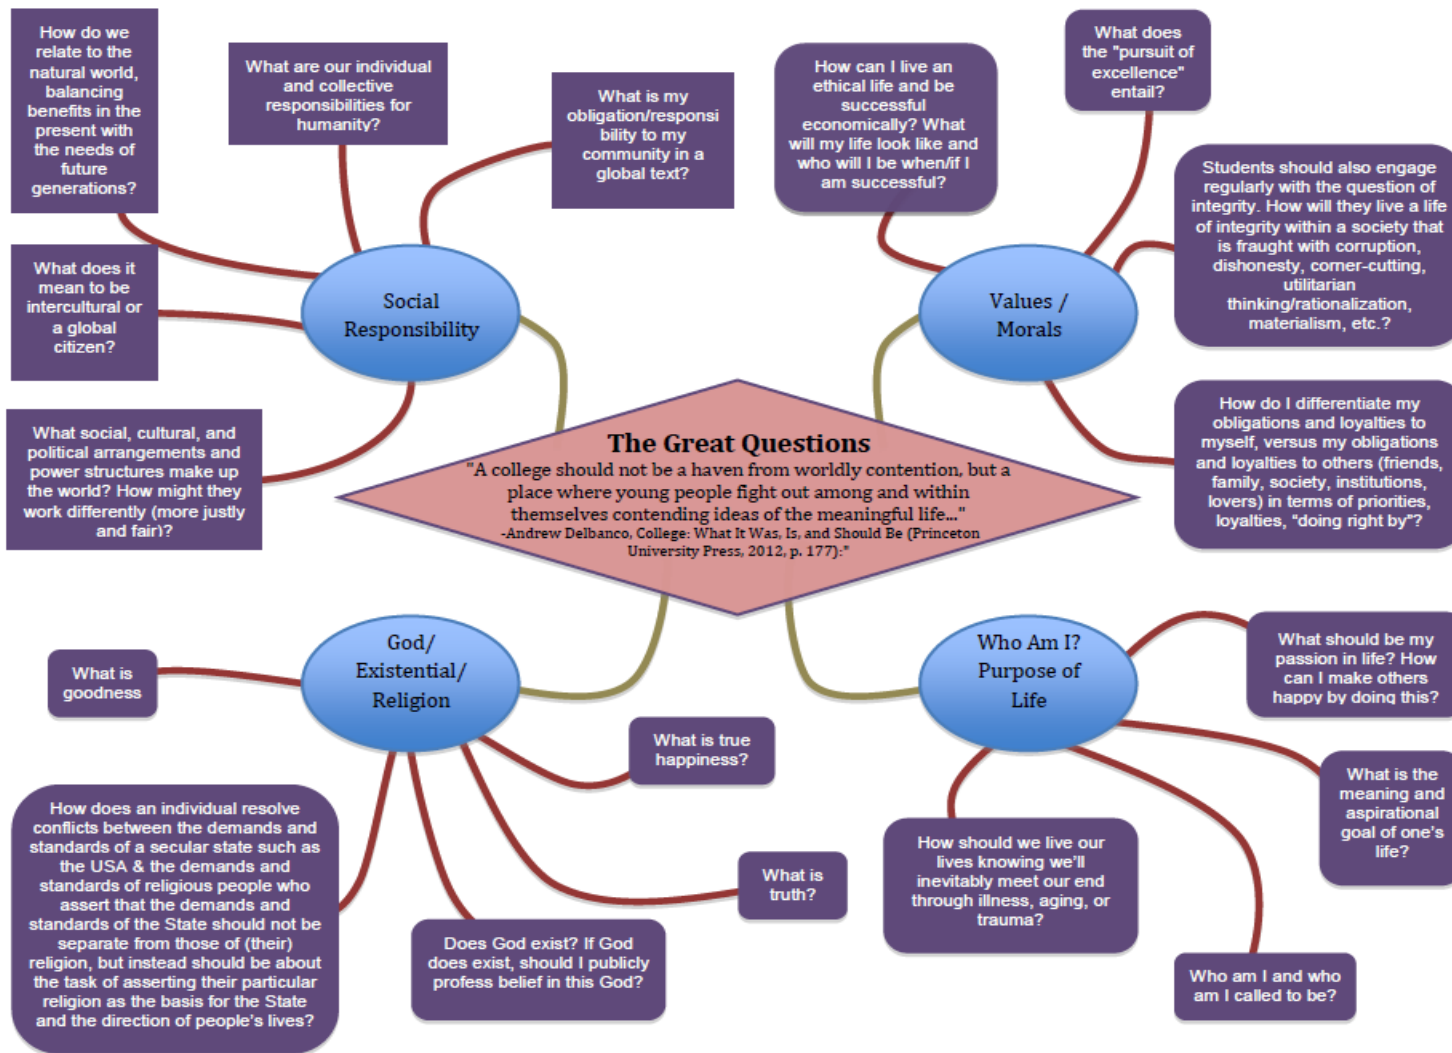 How do we
relate to the
natural world,
balancing
benefits in the
present with
the needs of
future
generations?
What are our individual
and collective
responsibilities for
humanity?
What is my
obligation/responsi
bility to my
community in a
global text?
How can I live an
ethical life and be
successful
economically? What
will my life look like and
who will I be when/if I
am successful?
What does
the "pursuit of
excellence"
entail?
Students should also engage
regularly with the question of
integrity. How will they live a life
of integrity within a society that
is fraught with corruption,
dishonesty, corner-cutting,
utilitarian
thinking/rationalization,
materialism, etc.?
What does it
mean to be
intercultural or
a global
citizen?
Social
Responsibility
Values /
Morals
What social, cultural, and
political arrangements and
power structures make up
the world? How might they
work differently (more justly
and fair)?
The Great Questions
"A college should not be a haven from worldly contention, but a
place where young people fight out among and within
themselves contending ideas of the meaningful life..."
-Andrew Delbanco, College: What It Was, Is, and Should Be (Princeton
University Press, 2012, p. 177):"
How do I differentiate my
obligations and loyalties to
myself, versus my obligations
and loyalties to others (friends,
family, society, institutions,
lovers) in terms of priorities,
loyalties, "doing right by"?
God/
Existential/
Religion
Who Am I?
Purpose of
Life
What is
goodness
What is true
happiness?
What should be my
passion in life? How
can I make others
happy by doing this?
How does an individual resolve
conflicts between the demands and
standards of a secular state such as
the USA & the demands and
standards of religious people who
assert that the demands and
standards of the State should not be
separate from those of (their)
religion, but instead should be about
the task of asserting their particular
religion as the basis for the State
and the direction of people's lives?
Does God exist? If God
does exist, should I publicly
profess belief in this God?
What is
truth?
How should we live our
lives knowing we'll
inevitably meet our end
through illness, aging, or
trauma?
What is the
meaning and
aspirational
goal of one's
life?
Who am I and who
am I called to be?